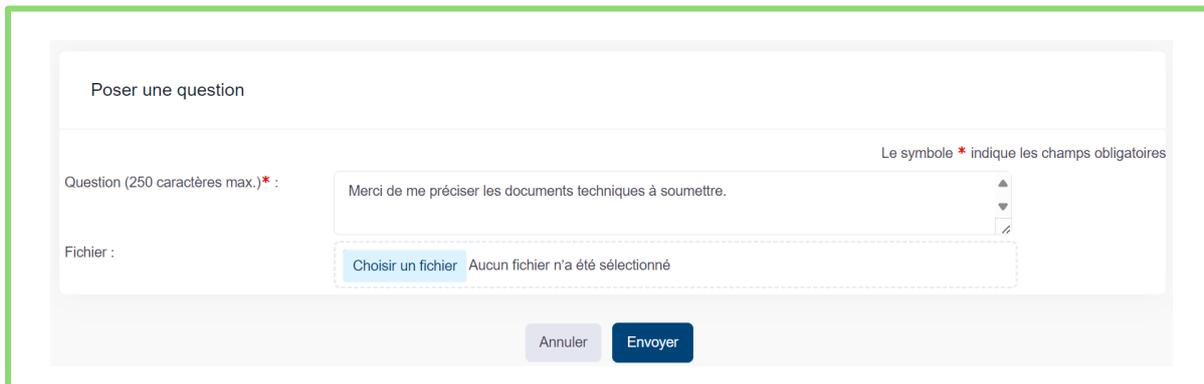 Poser une question
Le symbole * indique les champs obligatoires
Question (250 caractères max.)* :
Merci de me préciser les documents techniques à soumettre.
Fichier :
Choisir un fichier Aucun fichier n'a été sélectionné
Annuler Envoyer